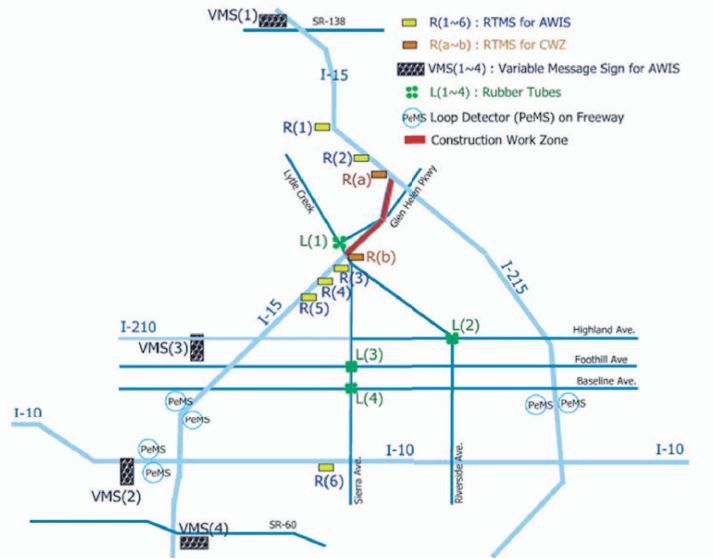 VMS(1)
SR-138
R(1~6) : RTMS for AWIS
R(a~b) : RTMS for CWZ
VMS(1~4) : Variable Message Sign for AWIS
L(1~4) : Rubber Tubes
PeMS Loop Detector (PeMS) on Freeway
Construction Work Zone
I-15
R(1)
R(2)
R(a)
Lytle Creek
Glen Helen Pkwy
L(1)
R(b)
R(3)
R(4)
R(5)
I-15
I-215
I-210
VMS(3)
L(2)
Highland Ave.
L(3)
Foothill Ave
L(4)
Baseline Ave.
PeMS
PeMS
PeMS
PeMS
I-10
PeMS
PeMS
I-10
I-10
VMS(2)
R(6)
Sierra Ave.
Riverside Ave.
VMS(4)
SR-60